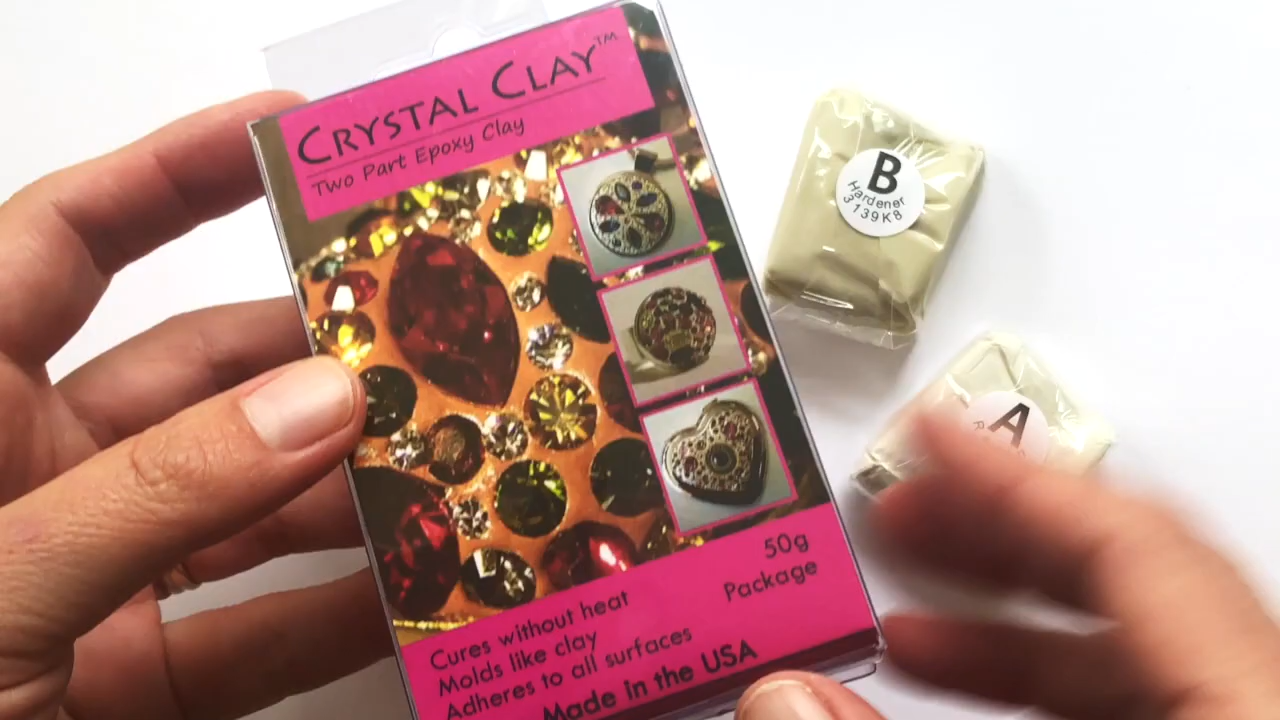 CRYSTAL CLAY™
Two Part Epoxy Clay
50g
Package
Cures without heat
Molds like clay
Adheres to all surfaces
Made in the USA
B
Hardener
3139K8
A